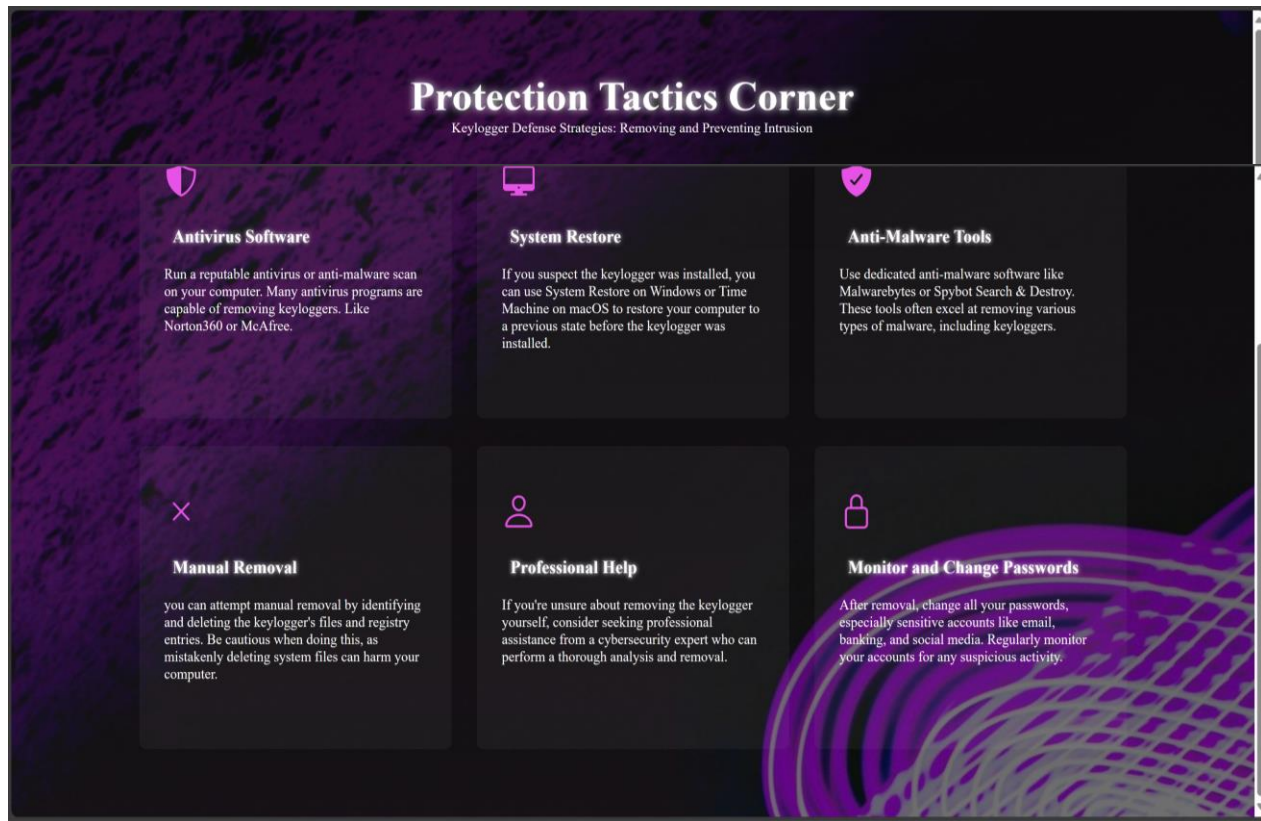 Protection Tactics Corner
Keylogger Defense Strategies: Removing and Preventing Intrusion
Antivirus Software
Run a reputable antivirus or anti-malware scan
on your computer. Many antivirus programs are
capable of removing keyloggers. Like
Norton360 or McAfree.
System Restore
If you suspect the keylogger was installed, you
can use System Restore on Windows or Time
Machine on macOS to restore your computer to
a previous state before the keylogger was
installed.
Anti-Malware Tools
Use dedicated anti-malware software like
Malwarebytes or Spybot Search & Destroy.
These tools often excel at removing various
types of malware, including keyloggers.
Manual Removal
you can attempt manual removal by identifying
and deleting the keylogger's files and registry
entries. Be cautious when doing this, as
mistakenly deleting system files can harm your
computer.
Professional Help
If you're unsure about removing the keylogger
yourself, consider seeking professional
assistance from a cybersecurity expert who can
perform a thorough analysis and removal.
Monitor and Change Passwords
After removal, change all your passwords,
especially sensitive accounts like email,
banking, and social media. Regularly monitor
your accounts for any suspicious activity.